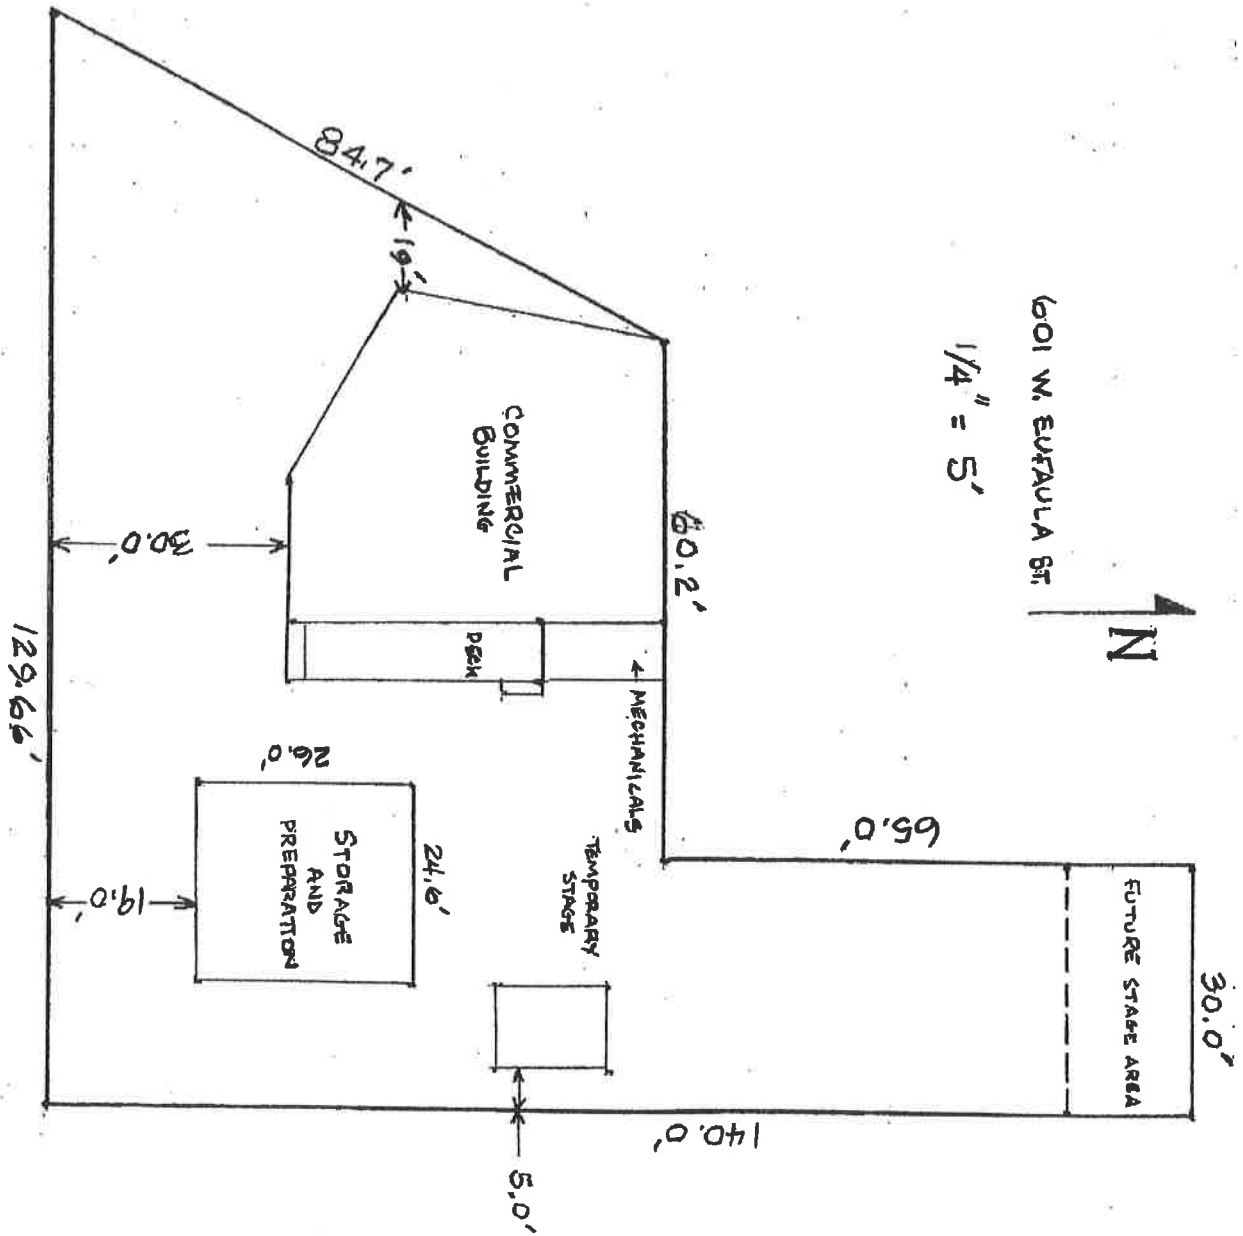 601 W. EUFAULA ST.
1/4" = 5'
N
84.7'
19'
COMMERCIAL
BUILDING
60.2'
30.0'
DECK
← MECHANICALS
129.66'
26.0'
24.6'
STORAGE
AND
PREPARATION
19.0'
TEMPORARY
STAGE
65.0'
FUTURE STAGE AREA
30.0'
140.0'
5.0'